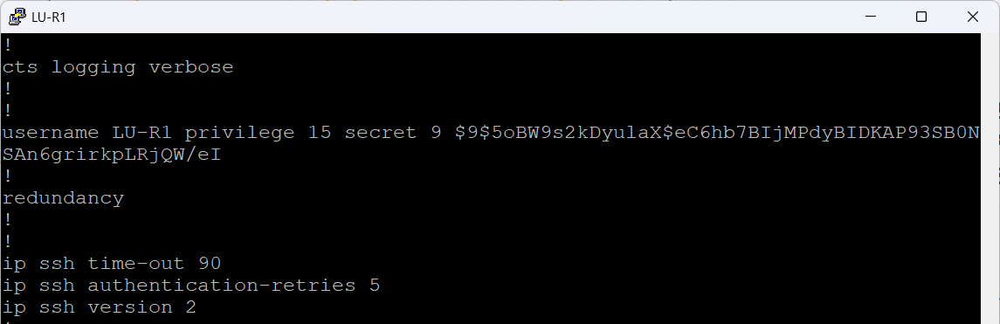 LU-R1
!
cts logging verbose
!
!
username LU-R1 privilege 15 secret 9 $9$5oBW9s2kDyulaX$eC6hb7BIjMPdyBIDKAP93SB0N
SAn6grirkpLRjQW/eI
!
redundancy
!
!
ip ssh time-out 90
ip ssh authentication-retries 5
ip ssh version 2